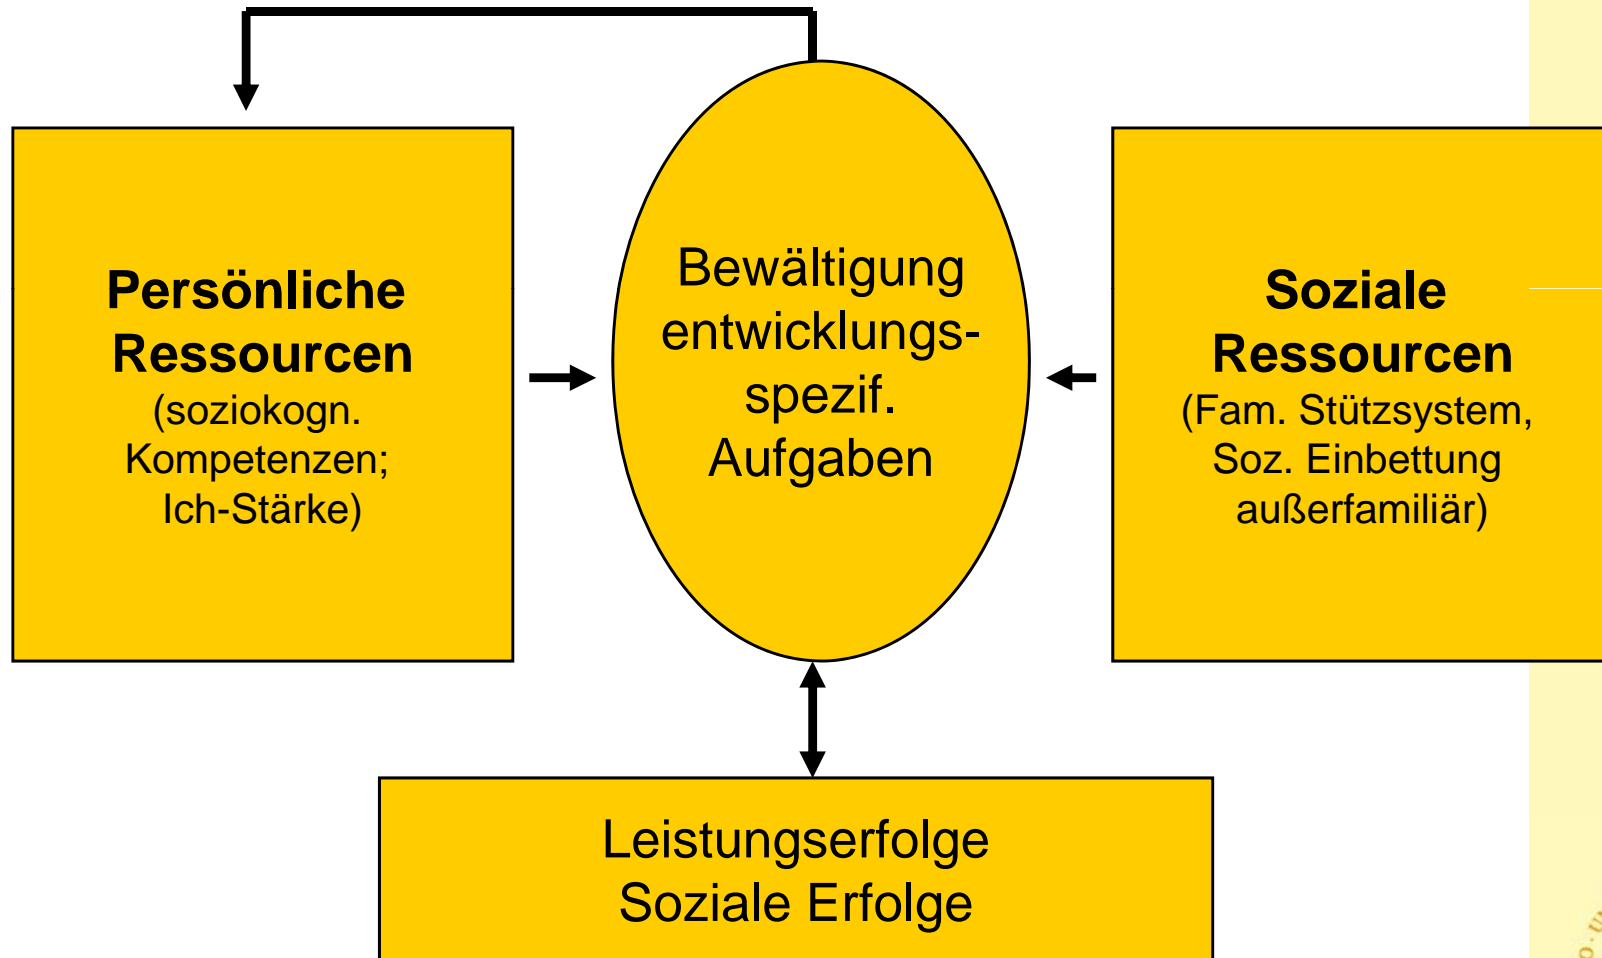 Persönliche
Ressourcen
(soziokogn.
Kompetenzen;
Ich-Stärke)
Bewältigung
entwicklungs-
spezif.
Aufgaben
Soziale
Ressourcen
(Fam. Stützsystem,
Soz. Einbettung
außerfamiliär)
Leistungserfolge
Soziale Erfolge